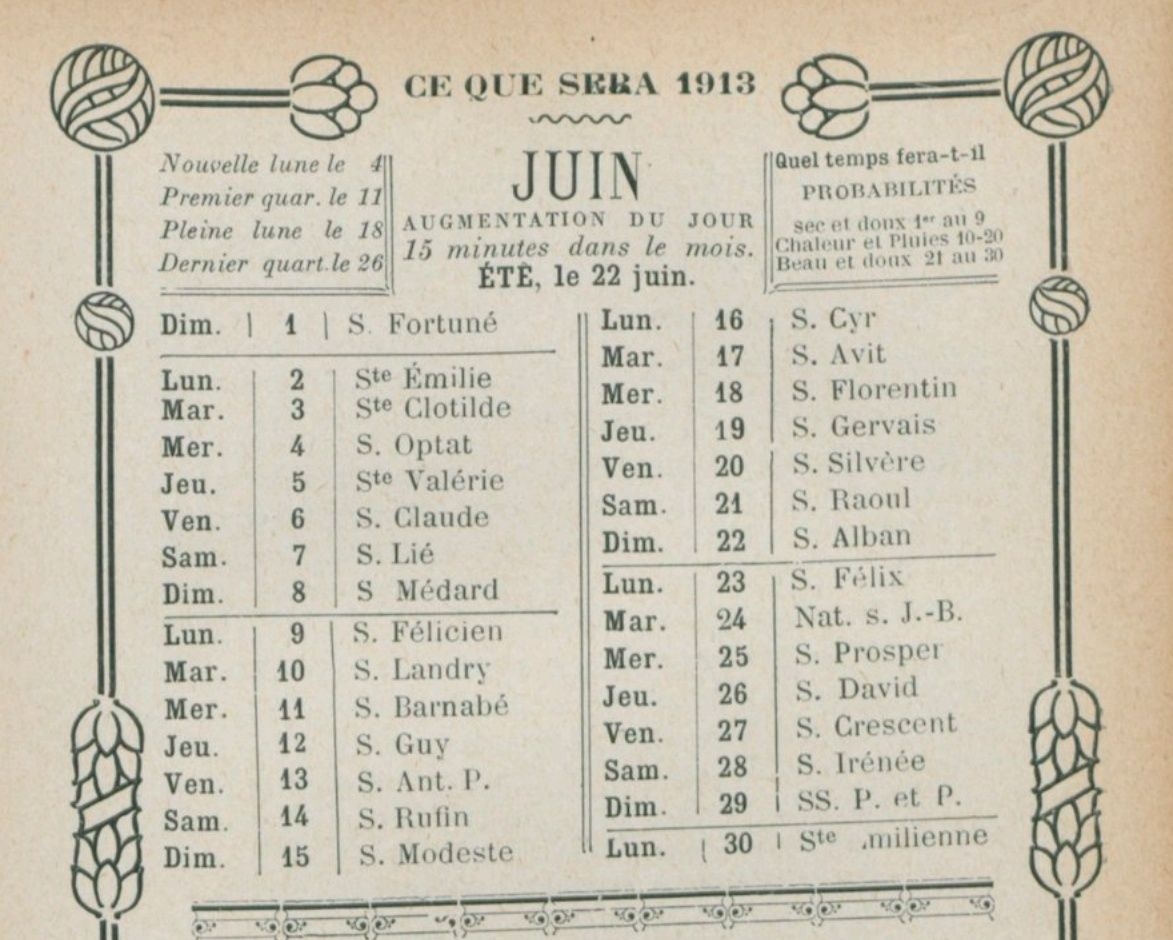 CE QUE SERA 1913
Nouvelle lune le 4
Premier quar. le 11
Pleine lune le 18
Dernier quart.le 26
JUIN
AUGMENTATION DU JOUR
15 minutes dans le mois.
ÉTÉ, le 22 juin.
Quel temps fera-t-il
PROBABILITÉS
sec et doux 1er au 9
Chaleur et Pluies 10-20
Beau et doux 21 au 30
Dim. 1 S. Fortuné
Lun. 2 Ste Émilie
Mar. 3 Ste Clotilde
Mer. 4 S. Optat
Jeu. 5 Ste Valérie
Ven. 6 S. Claude
Sam. 7 S. Lié
Dim. 8 S Médard
Lun. 9 S. Félicien
Mar. 10 S. Landry
Mer. 11 S. Barnabé
Jeu. 12 S. Guy
Ven. 13 S. Ant. P.
Sam. 14 S. Rufin
Dim. 15 S. Modeste
Lun. 16 S. Cyr
Mar. 17 S. Avit
Mer. 18 S. Florentin
Jeu. 19 S. Gervais
Ven. 20 S. Silvère
Sam. 21 S. Raoul
Dim. 22 S. Alban
Lun. 23 S. Félix
Mar. 24 Nat. s. J.-B.
Mer. 25 S. Prosper
Jeu. 26 S. David
Ven. 27 S. Crescent
Sam. 28 S. Irénée
Dim. 29 SS. P. et P.
Lun. 30 Ste .milienne